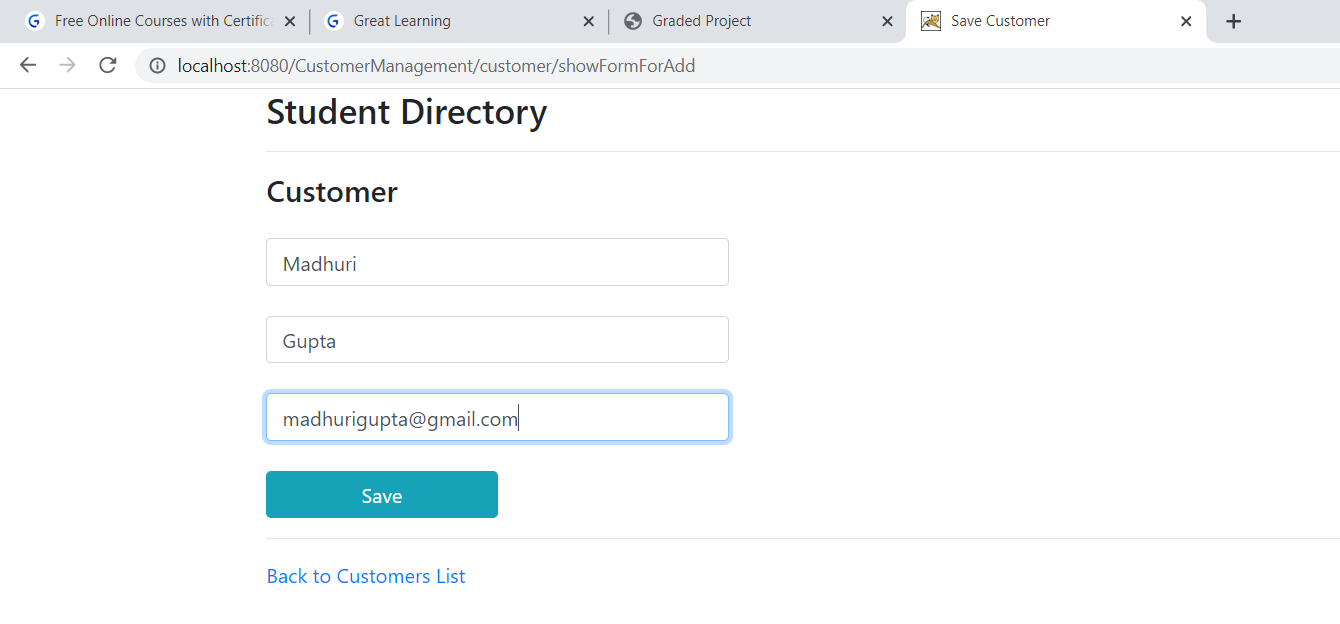 Free Online Courses with Certifica
Great Learning
Graded Project
Save Customer
localhost:8080/CustomerManagement/customer/showFormForAdd
Student Directory
Customer
Madhuri
Gupta
madhurigupta@gmail.com
Save
Back to Customers List